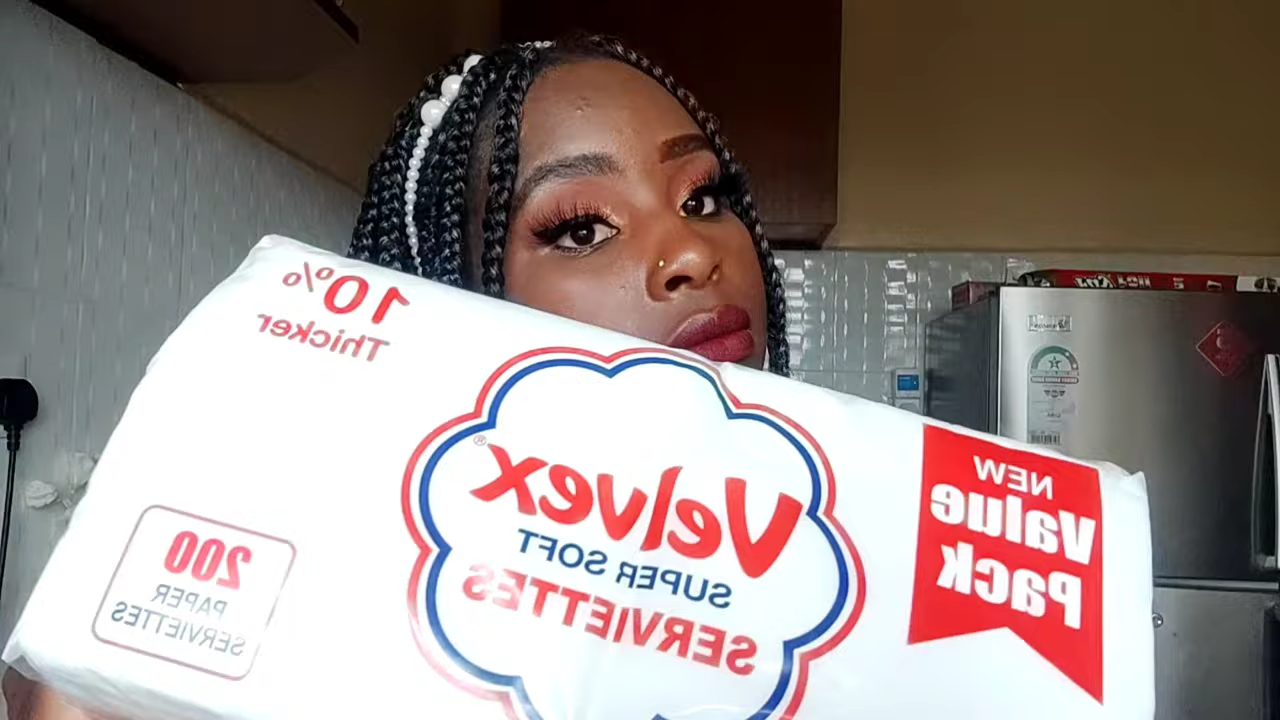 10%
Thicker
Velvex®
SUPER SOFT
SERVIETTES
NEW
Value
Pack
200
PAPER
SERVIETTES